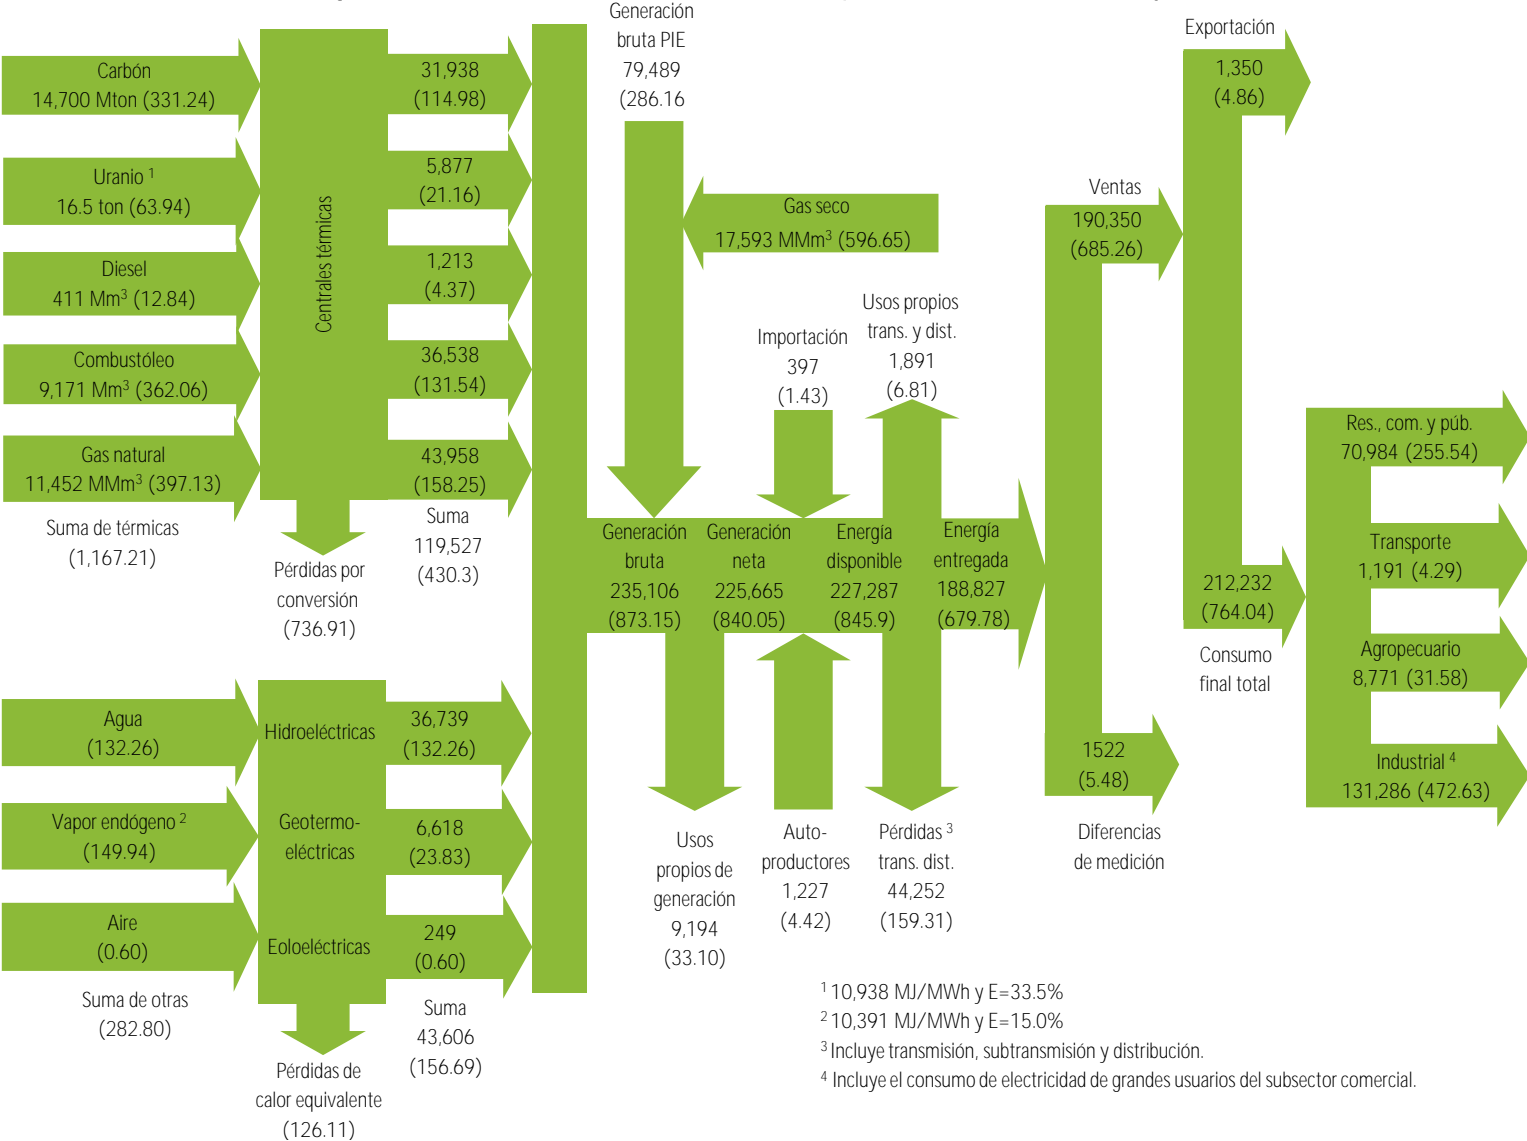 Carbón
14,700 Mton (331.24)
Uranio ¹
16.5 ton (63.94)
Diesel
411 Mm³ (12.84)
Combustóleo
9,171 Mm³ (362.06)
Gas natural
11,452 MMm³ (397.13)
Suma de térmicas
(1,167.21)
Centrales térmicas
Pérdidas por
conversión
(736.91)
31,938
(114.98)
5,877
(21.16)
1,213
(4.37)
36,538
(131.54)
43,958
(158.25)
Suma
119,527
(430.3)
Agua
(132.26)
Vapor endógeno ²
(149.94)
Aire
(0.60)
Suma de otras
(282.80)
Hidroeléctricas
Geotermo-
eléctricas
Eoloeléctricas
Pérdidas de
calor equivalente
(126.11)
36,739
(132.26)
6,618
(23.83)
249
(0.60)
Suma
43,606
(156.69)
Generación
bruta PIE
79,489
(286.16
Gas seco
17,593 MMm³ (596.65)
Importación
397
(1.43)
Usos propios
trans. y dist.
1,891
(6.81)
Generación
bruta
235,106
(873.15)
Generación
neta
225,665
(840.05)
Energía
disponible
227,287
(845.9)
Energía
entregada
188,827
(679.78)
Usos
propios de
generación
9,194
(33.10)
Auto-
productores
1,227
(4.42)
Pérdidas ³
trans. dist.
44,252
(159.31)
Ventas
190,350
(685.26)
1522
(5.48)
Diferencias
de medición
Exportación
1,350
(4.86)
212,232
(764.04)
Consumo
final total
Res., com. y púb.
70,984 (255.54)
Transporte
1,191 (4.29)
Agropecuario
8,771 (31.58)
Industrial ⁴
131,286 (472.63)
¹ 10,938 MJ/MWh y E=33.5%
² 10,391 MJ/MWh y E=15.0%
³ Incluye transmisión, subtransmisión y distribución.
⁴ Incluye el consumo de electricidad de grandes usuarios del subsector comercial.